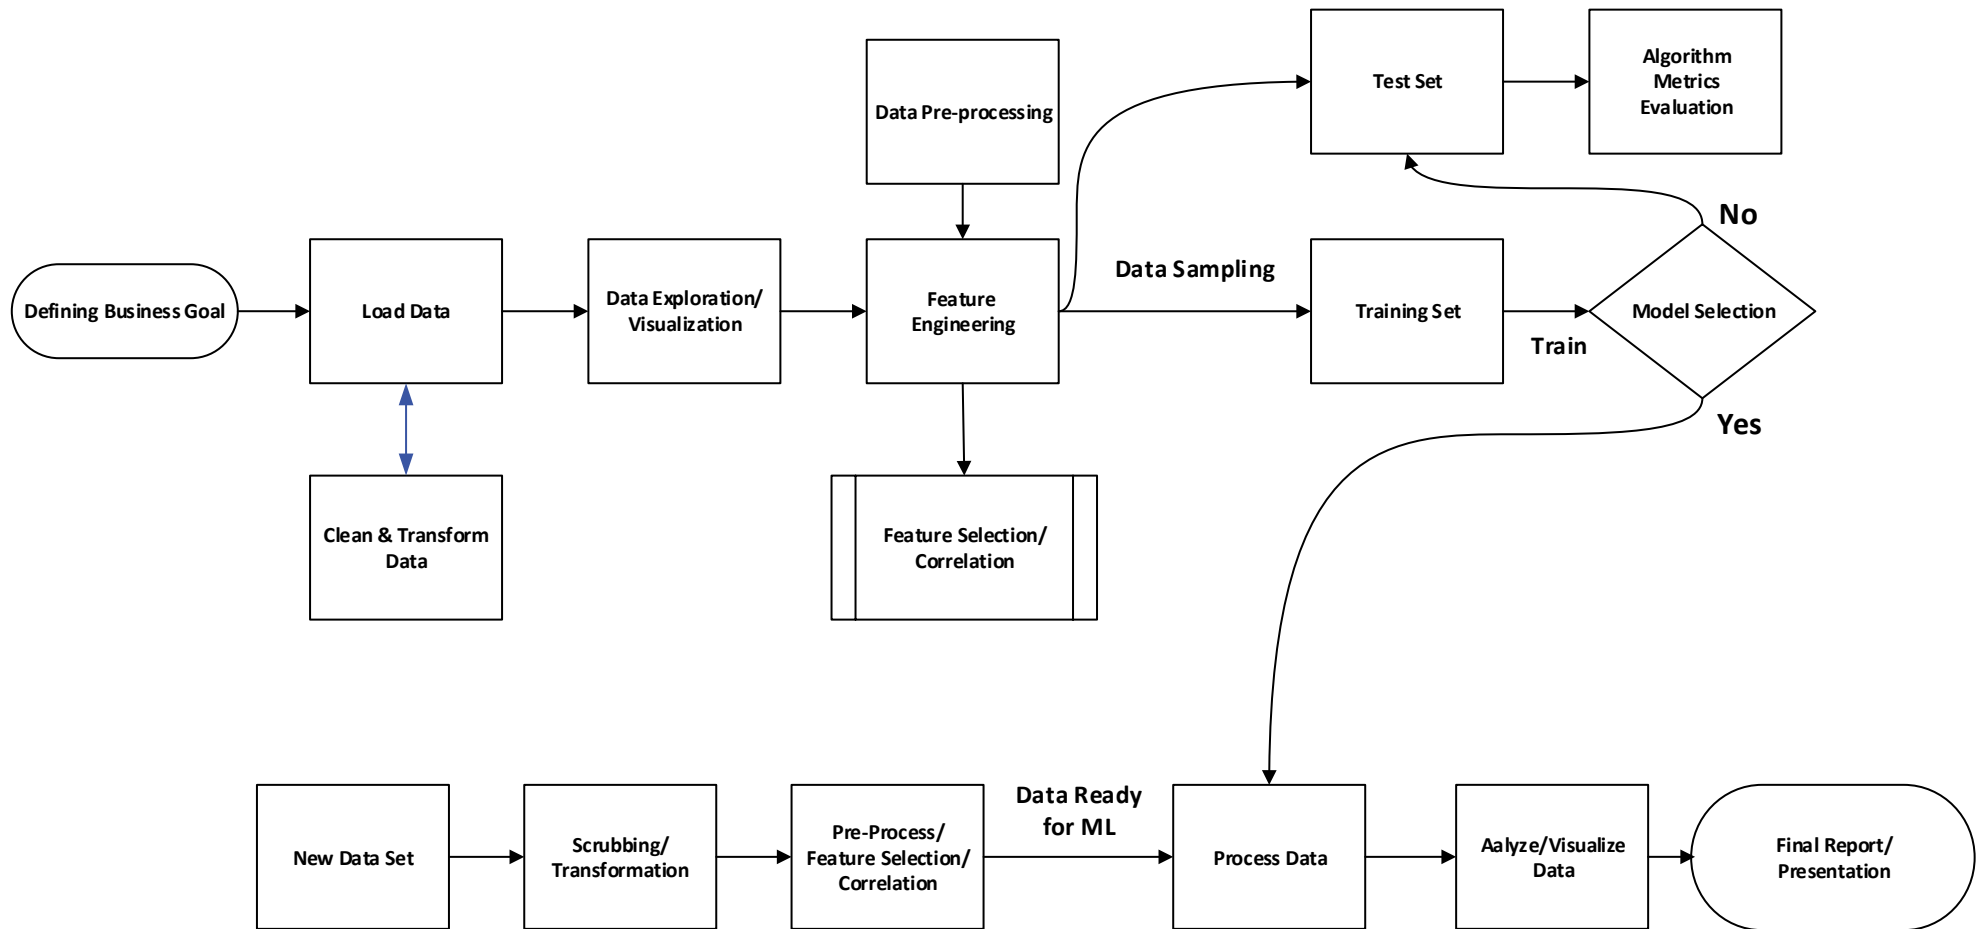 Test Set
Algorithm
Metrics
Evaluation
Data Pre-processing
No
Defining Business Goal
Load Data
Data Exploration/
Visualization
Feature
Engineering
Data Sampling
Training Set
Train
Model Selection
Yes
Clean & Transform
Data
Feature Selection/
Correlation
New Data Set
Scrubbing/
Transformation
Pre-Process/
Feature Selection/
Correlation
Data Ready
for ML
Process Data
Aalyze/Visualize
Data
Final Report/
Presentation